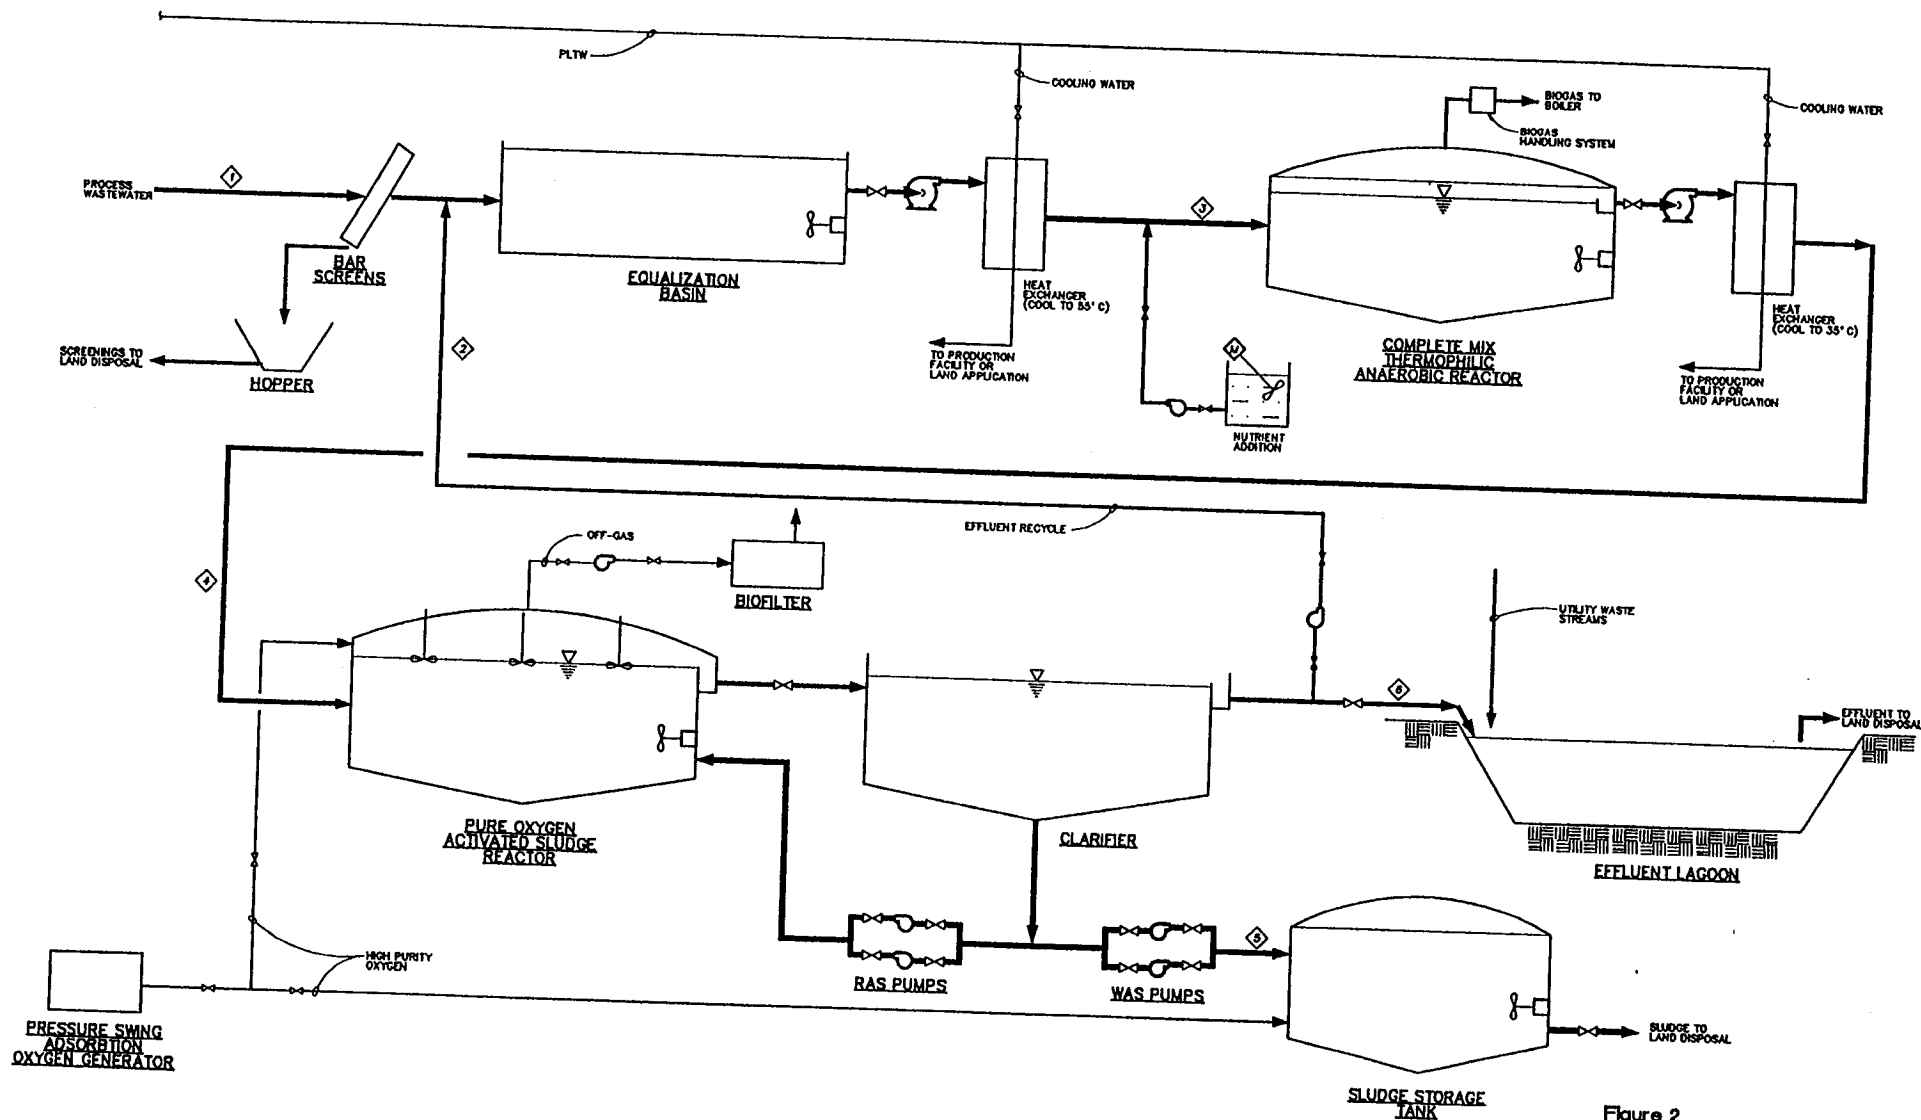 PLTW
COOLING WATER
COOLING WATER
BIOGAS TO
BOILER
BIOGAS
HANDLING SYSTEM
PROCESS
WASTEWATER
1
3
BAR
SCREENS
EQUALIZATION
BASIN
HEAT
EXCHANGER
(COOL TO 55° C)
HEAT
EXCHANGER
(COOL TO 35° C)
2
SCREENINGS TO
LAND DISPOSAL
HOPPER
TO PRODUCTION
FACILITY OR
LAND APPLICATION
COMPLETE MIX
THERMOPHILIC
ANAEROBIC REACTOR
TO PRODUCTION
FACILITY OR
LAND APPLICATION
NUTRIENT
ADDITION
EFFLUENT RECYCLE
OFF-GAS
4
BIOFILTER
UTILITY WASTE
STREAMS
6
EFFLUENT TO
LAND DISPOSAL
PURE OXYGEN
ACTIVATED SLUDGE
REACTOR
CLARIFIER
EFFLUENT LAGOON
HIGH PURITY
OXYGEN
5
RAS PUMPS
WAS PUMPS
PRESSURE SWING
ADSORBTION
OXYGEN GENERATOR
SLUDGE TO
LAND DISPOSAL
SLUDGE STORAGE
TANK
Figure 2